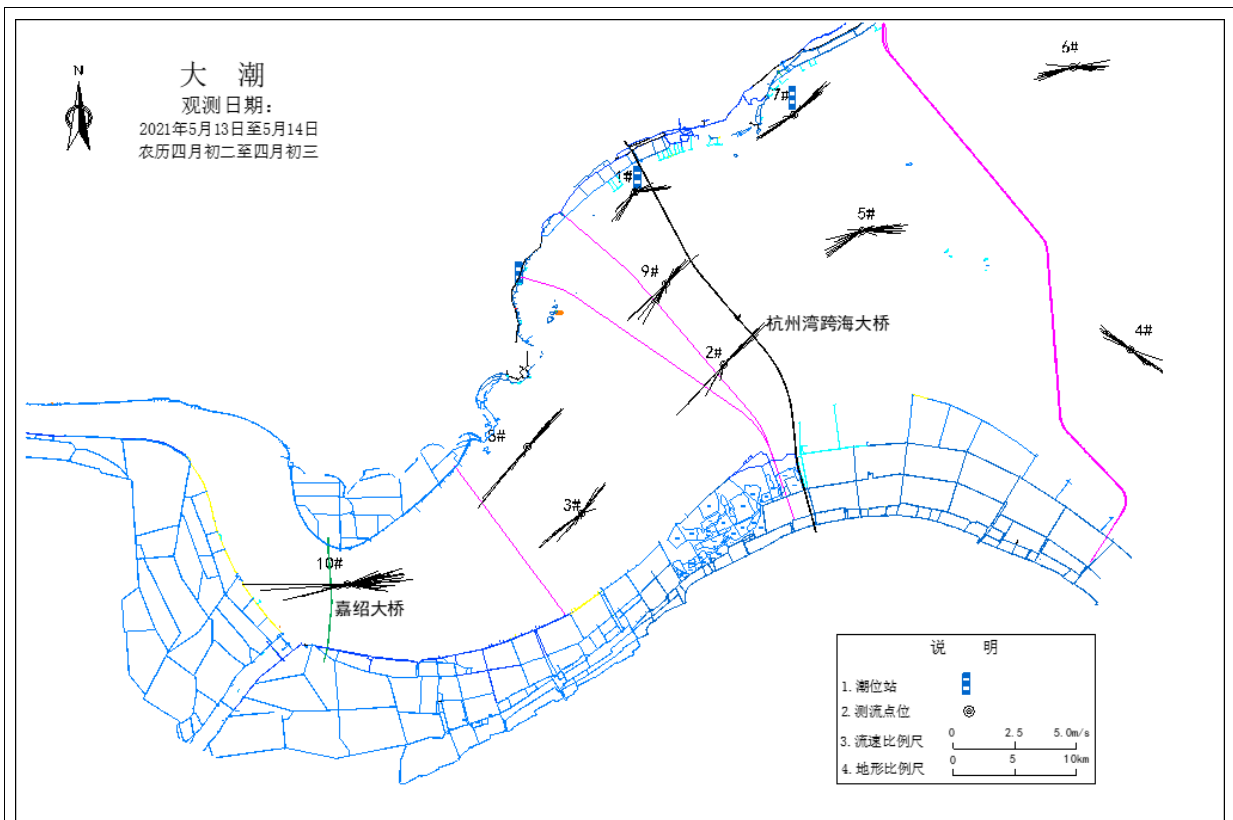 N
大 潮
观测日期：
2021年5月13日至5月14日
农历四月初二至四月初三
6#
7#
1#
5#
9#
4#
杭州湾跨海大桥
2#
8#
3#
10#
嘉绍大桥
说 明
1. 潮位站
2. 测流点位
3. 流速比例尺 0 2.5 5.0m/s
4. 地形比例尺 0 5 10km